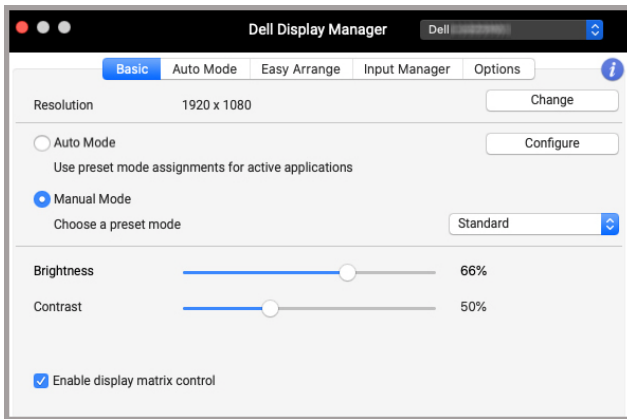 Dell Display Manager Dell
Basic Auto Mode Easy Arrange Input Manager Options i
Resolution 1920 x 1080 Change
Auto Mode Configure
Use preset mode assignments for active applications
Manual Mode
Choose a preset mode Standard
Brightness 66%
Contrast 50%
Enable display matrix control